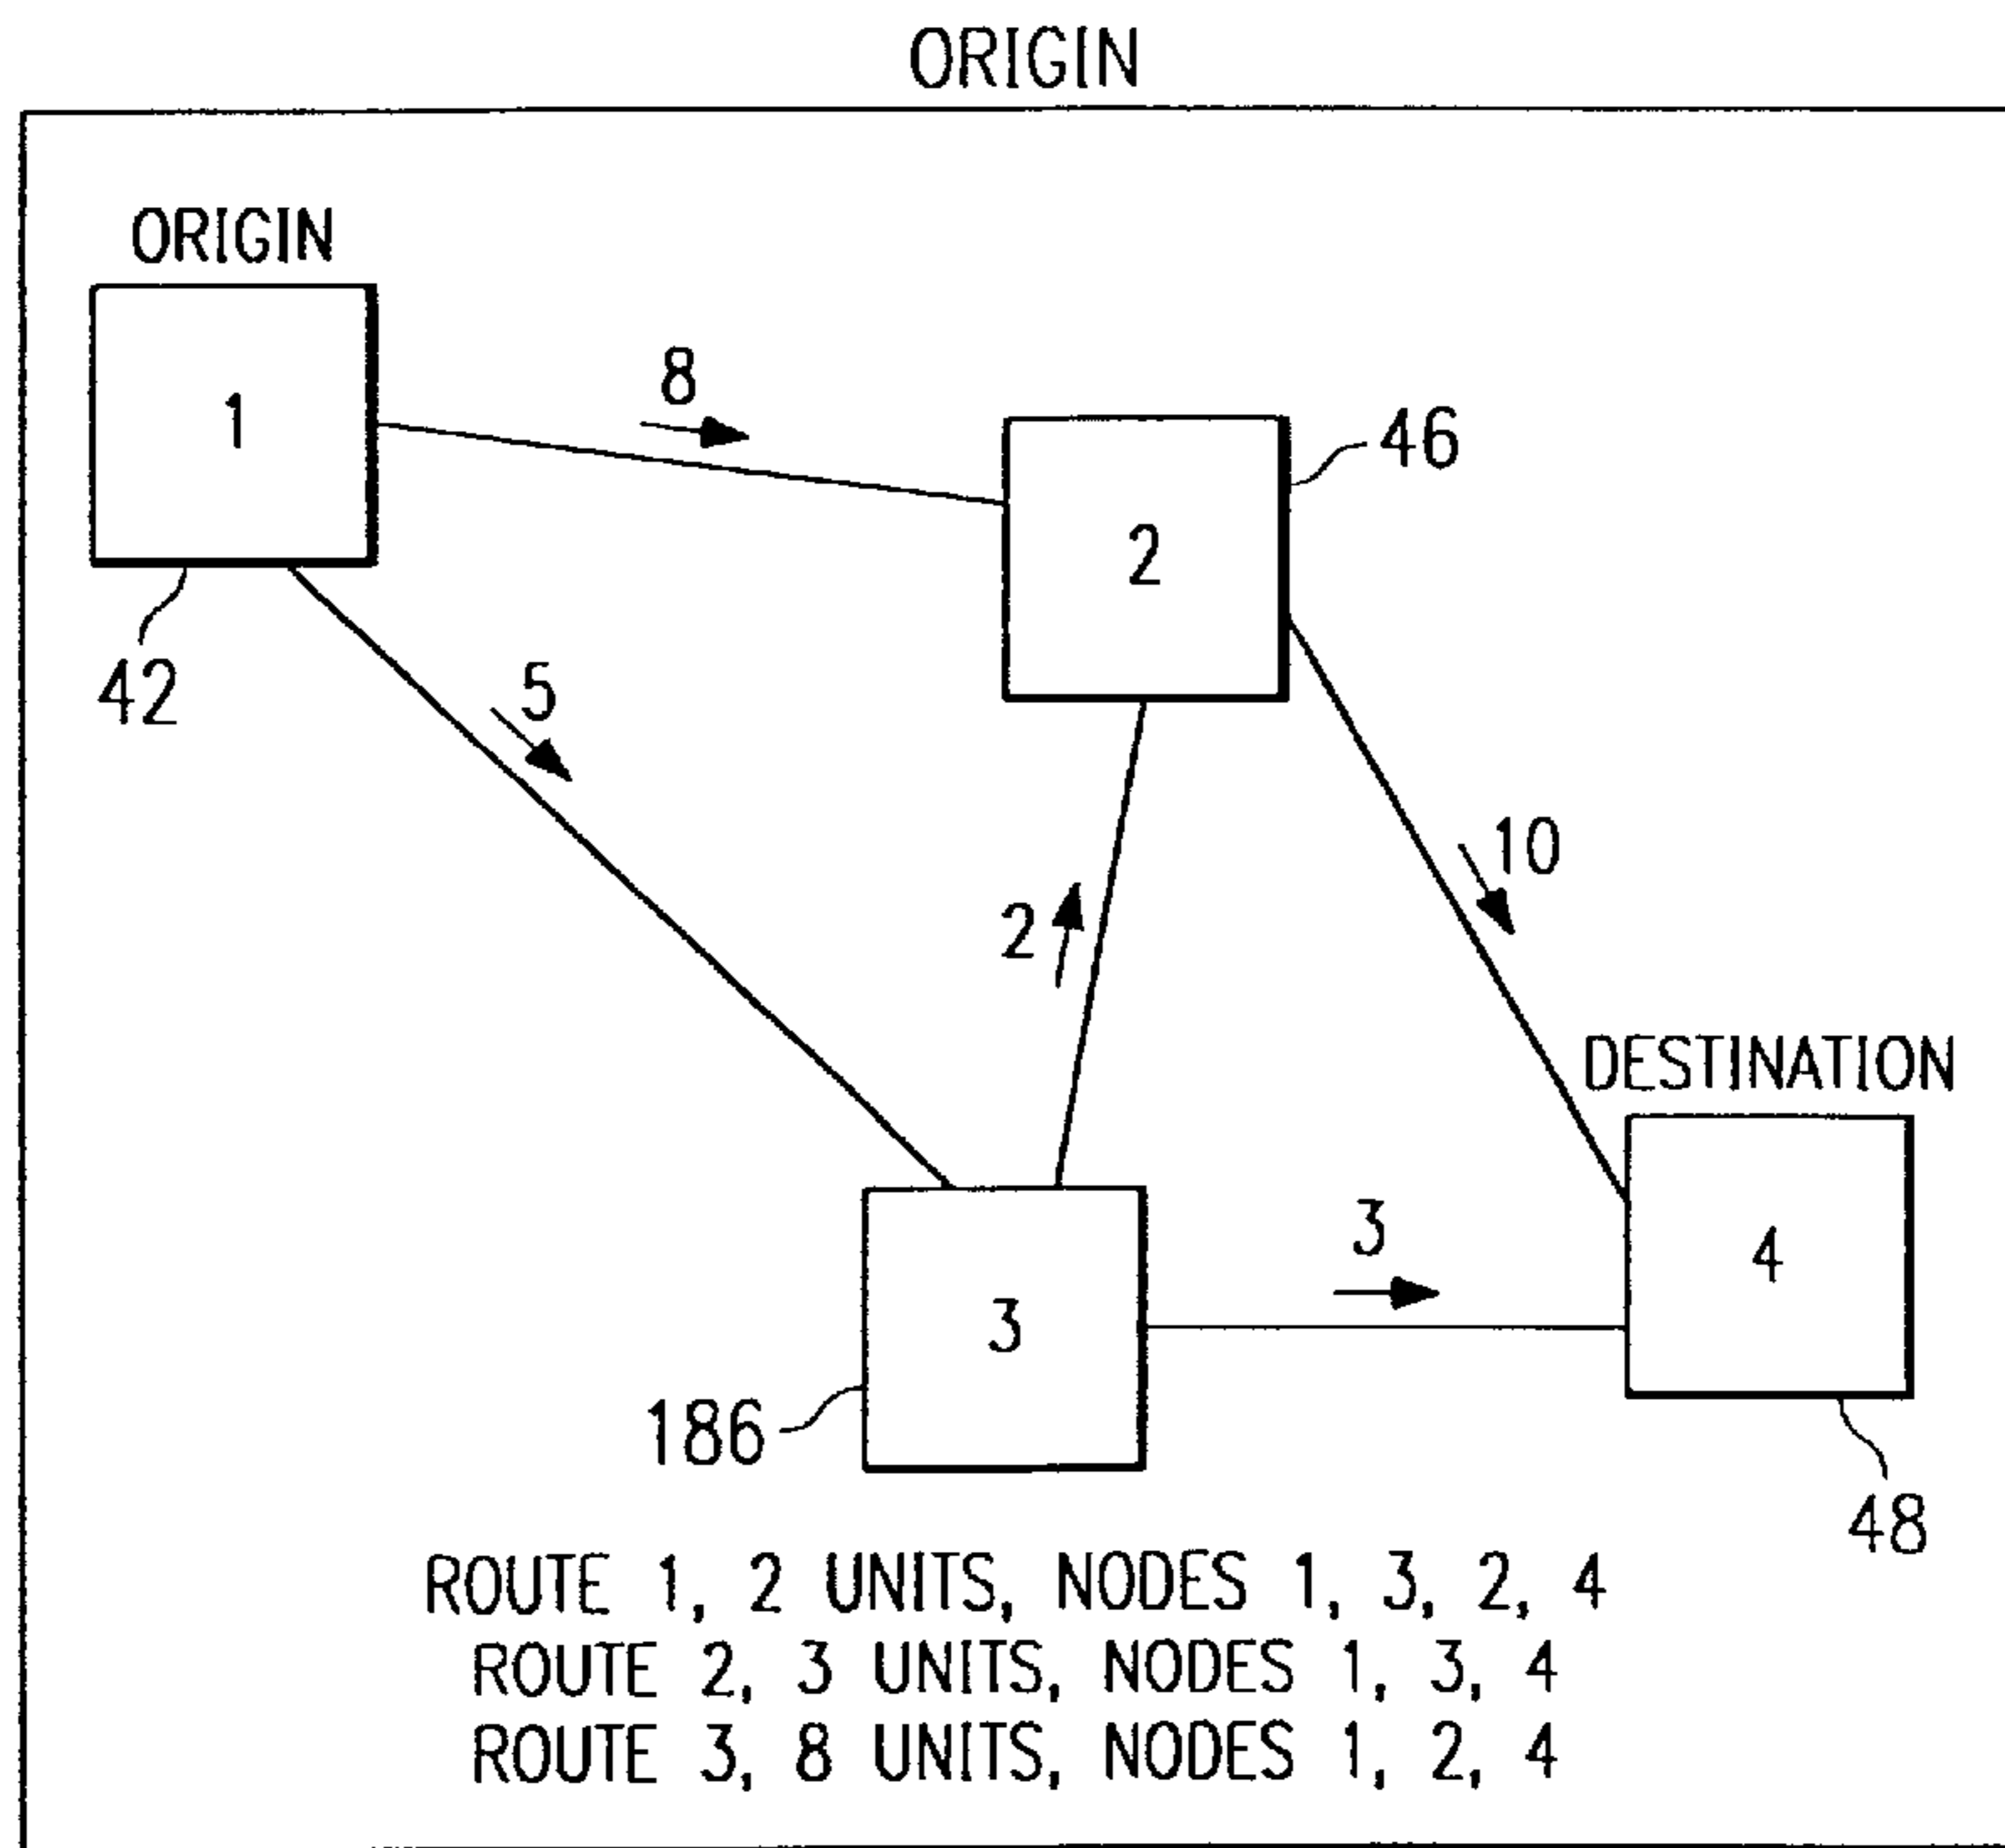 ORIGIN
ORIGIN
1
8
46
2
42
5
10
2
DESTINATION
3
4
3
186
48
ROUTE 1, 2 UNITS, NODES 1, 3, 2, 4
ROUTE 2, 3 UNITS, NODES 1, 3, 4
ROUTE 3, 8 UNITS, NODES 1, 2, 4